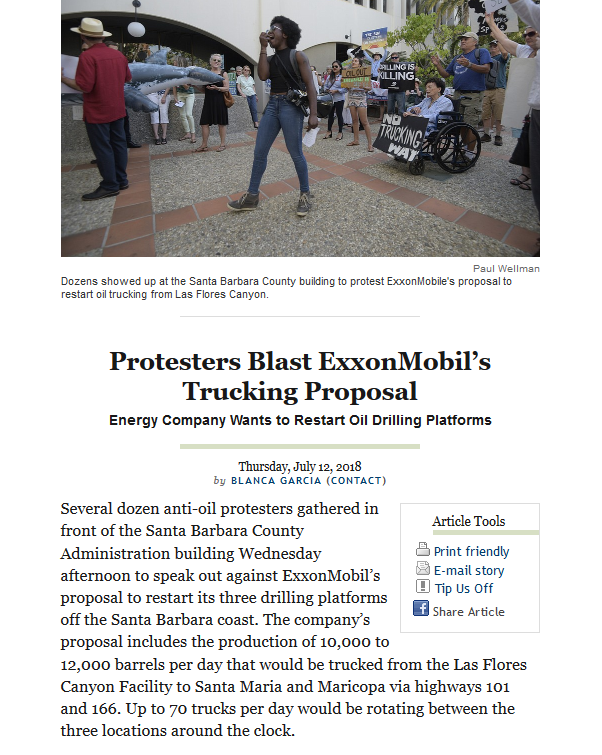 DRILLING IS
KILLING
OIL OUT
NO
TRUCKING
WAY
Paul Wellman
Dozens showed up at the Santa Barbara County building to protest ExxonMobile's proposal to
restart oil trucking from Las Flores Canyon.
Protesters Blast ExxonMobil’s
Trucking Proposal
Energy Company Wants to Restart Oil Drilling Platforms
Thursday, July 12, 2018
by BLANCA GARCIA (CONTACT)
Several dozen anti-oil protesters gathered in
front of the Santa Barbara County
Administration building Wednesday
afternoon to speak out against ExxonMobil’s
proposal to restart its three drilling platforms
off the Santa Barbara coast. The company’s
proposal includes the production of 10,000 to
12,000 barrels per day that would be trucked from the Las Flores
Canyon Facility to Santa Maria and Maricopa via highways 101
and 166. Up to 70 trucks per day would be rotating between the
three locations around the clock.
Article Tools
Print friendly
E-mail story
Tip Us Off
Share Article